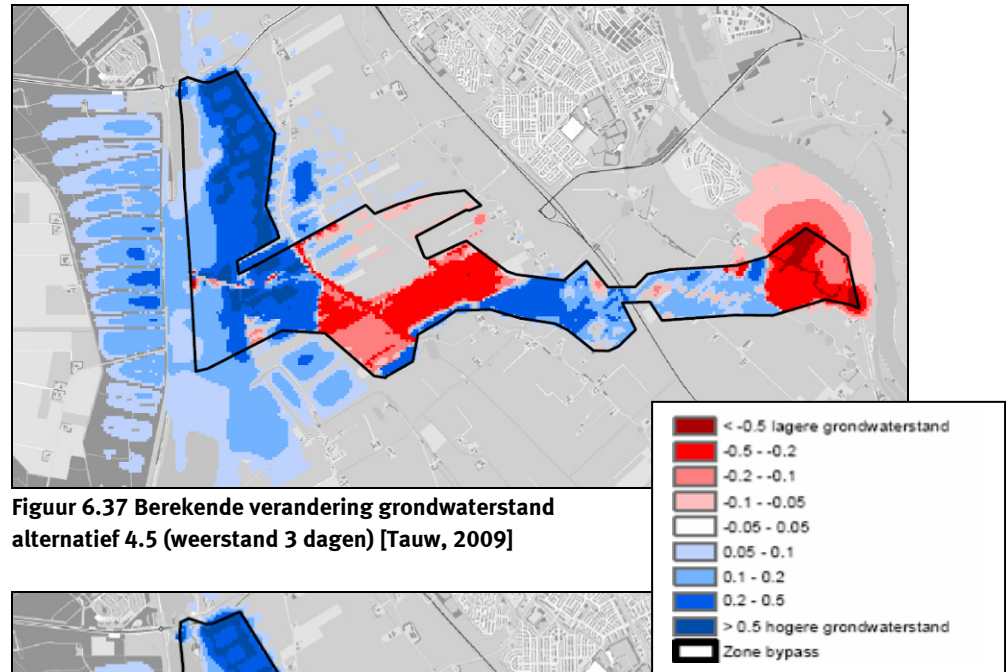 < -0.5 lagere grondwaterstand
-0.5 - -0.2
-0.2 - -0.1
-0.1 - -0.05
-0.05 - 0.05
0.05 - 0.1
0.1 - 0.2
0.2 - 0.5
> 0.5 hogere grondwaterstand
Zone bypass
Figuur 6.37 Berekende verandering grondwaterstand
alternatief 4.5 (weerstand 3 dagen) [Tauw, 2009]